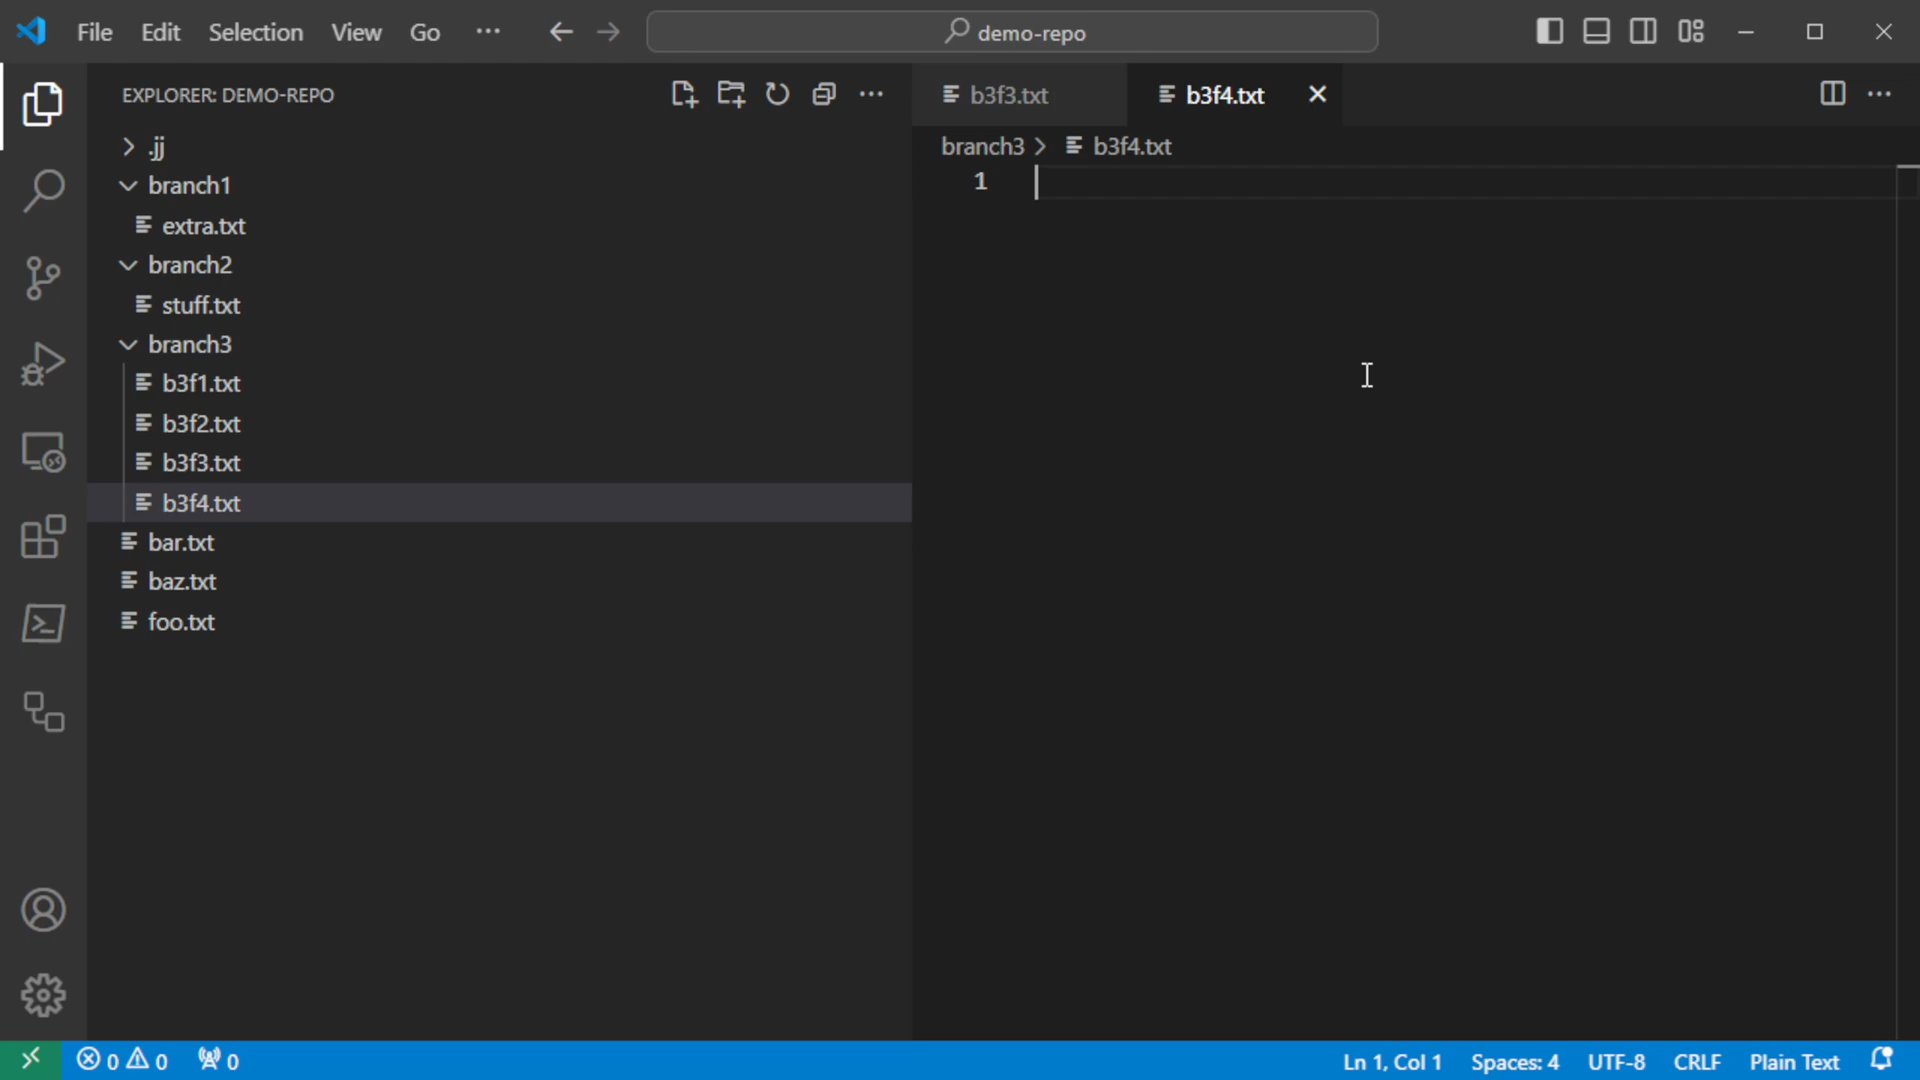 File Edit Selection View Go ··· demo-repo
EXPLORER: DEMO-REPO
.jj
branch1
extra.txt
branch2
stuff.txt
branch3
b3f1.txt
b3f2.txt
b3f3.txt
b3f4.txt
bar.txt
baz.txt
foo.txt
b3f3.txt b3f4.txt
branch3 > b3f4.txt
1
0 0 0 Ln 1, Col 1 Spaces: 4 UTF-8 CRLF Plain Text